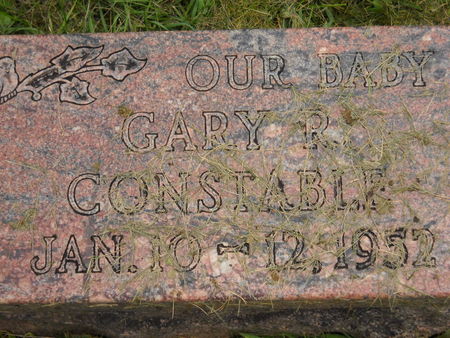 OUR BABY
GARY R.
CONSTABLE
JAN. 10 - 12, 1952